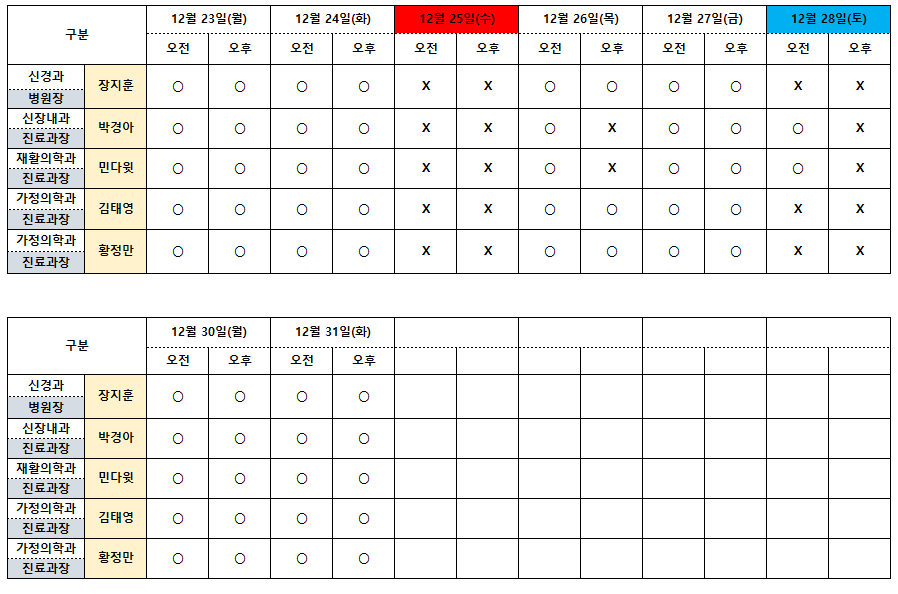 구분 12월 23일(월) 12월 24일(화) 12월 25일(수) 12월 26일(목) 12월 27일(금) 12월 28일(토)
오전 오후 오전 오후 오전 오후 오전 오후 오전 오후 오전 오후
신경과
병원장 장지훈 ○ ○ ○ ○ X X ○ ○ ○ ○ X X
신장내과
진료과장 박경아 ○ ○ ○ ○ X X ○ X ○ ○ ○ X
재활의학과
진료과장 민다윗 ○ ○ ○ ○ X X ○ X ○ ○ ○ X
가정의학과
진료과장 김태영 ○ ○ ○ ○ X X ○ ○ ○ ○ X X
가정의학과
진료과장 황정만 ○ ○ ○ ○ X X ○ ○ ○ ○ X X
구분 12월 30일(월) 12월 31일(화)
오전 오후 오전 오후
신경과
병원장 장지훈 ○ ○ ○ ○
신장내과
진료과장 박경아 ○ ○ ○ ○
재활의학과
진료과장 민다윗 ○ ○ ○ ○
가정의학과
진료과장 김태영 ○ ○ ○ ○
가정의학과
진료과장 황정만 ○ ○ ○ ○